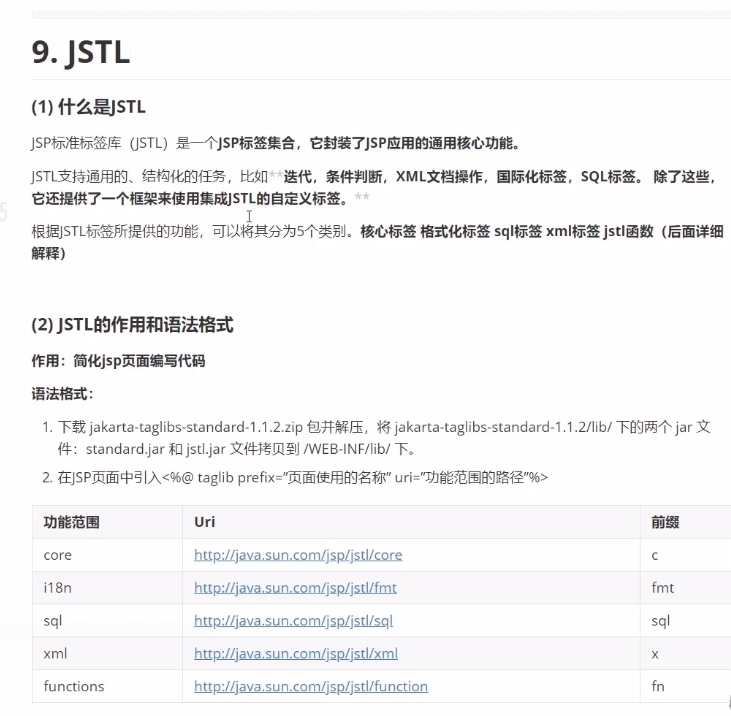 9. JSTL
(1) 什么是JSTL
JSP标准标签库（JSTL）是一个JSP标签集合，它封装了JSP应用的通用核心功能。
JSTL支持通用的、结构化的任务，比如**迭代，条件判断，XML文档操作，国际化标签，SQL标签。 除了这些，
它还提供了一个框架来使用集成JSTL的自定义标签。**
根据JSTL标签所提供的功能，可以将其分为5个类别。核心标签 格式化标签 sql标签 xml标签 jstl函数（后面详细
解释）
(2) JSTL的作用和语法格式
作用：简化jsp页面编写代码
语法格式：
1. 下载 jakarta-taglibs-standard-1.1.2.zip 包并解压，将 jakarta-taglibs-standard-1.1.2/lib/ 下的两个 jar 文
件：standard.jar 和 jstl.jar 文件拷贝到 /WEB-INF/lib/ 下。
2. 在JSP页面中引入<%@ taglib prefix=”页面使用的名称” uri=”功能范围的路径”%>
功能范围 Uri 前缀
core http://java.sun.com/jsp/jstl/core c
i18n http://java.sun.com/jsp/jstl/fmt fmt
sql http://java.sun.com/jsp/jstl/sql sql
xml http://java.sun.com/jsp/jstl/xml x
functions http://java.sun.com/jsp/jstl/function fn